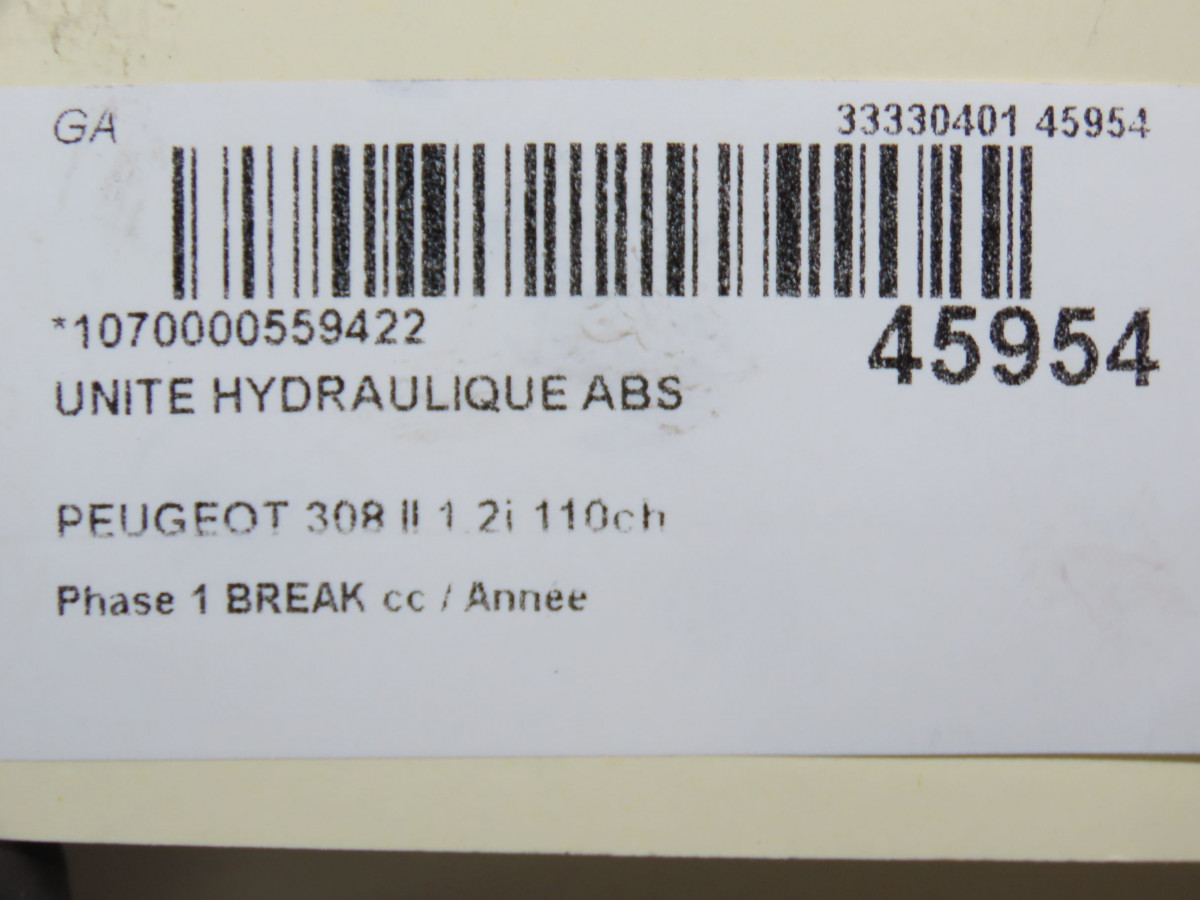 GA 33330401 45954
*1070000559422 45954
UNITE HYDRAULIQUE ABS
PEUGEOT 308 II 1.2i 110ch
Phase 1 BREAK cc / Année